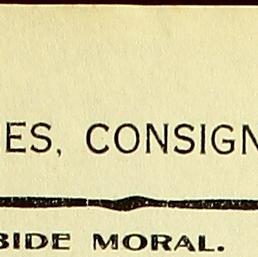 ES, CONSIGN
BIDE MORAL.